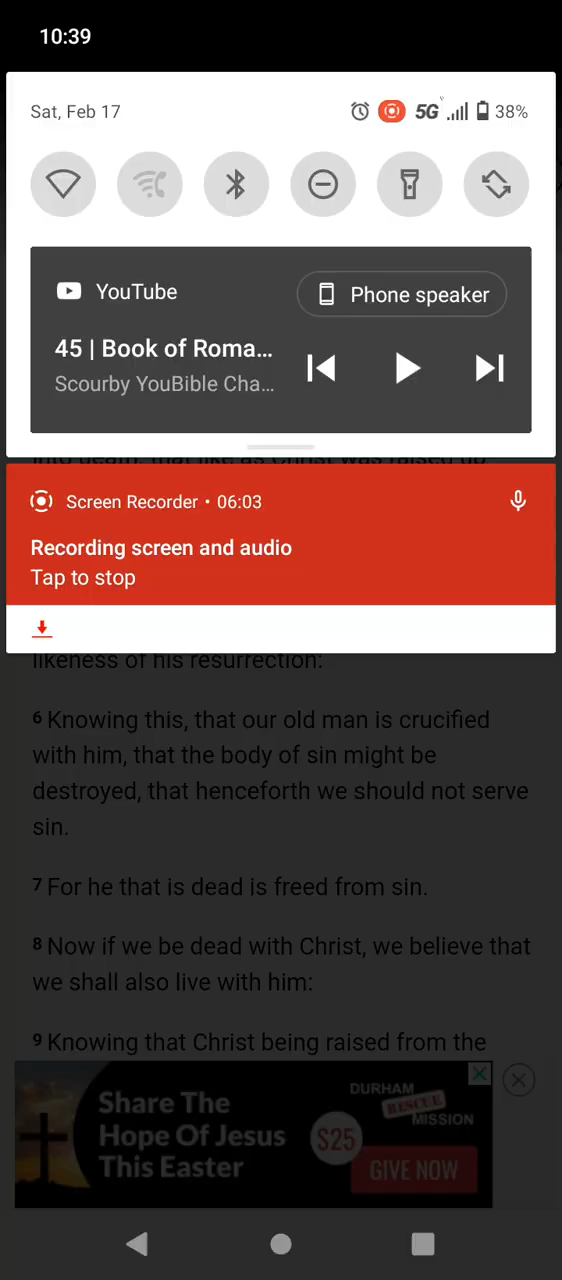 10:39
Sat, Feb 17
5G
38%
YouTube
Phone speaker
45 | Book of Roma...
Scourby YouBible Cha...
Screen Recorder • 06:03
Recording screen and audio
Tap to stop
likeness of his resurrection:
6 Knowing this, that our old man is crucified
with him, that the body of sin might be
destroyed, that henceforth we should not serve
sin.
7 For he that is dead is freed from sin.
8 Now if we be dead with Christ, we believe that
we shall also live with him:
9 Knowing that Christ being raised from the
Share The
Hope Of Jesus
This Easter
$25
DURHAM
RESCUE
MISSION
GIVE NOW